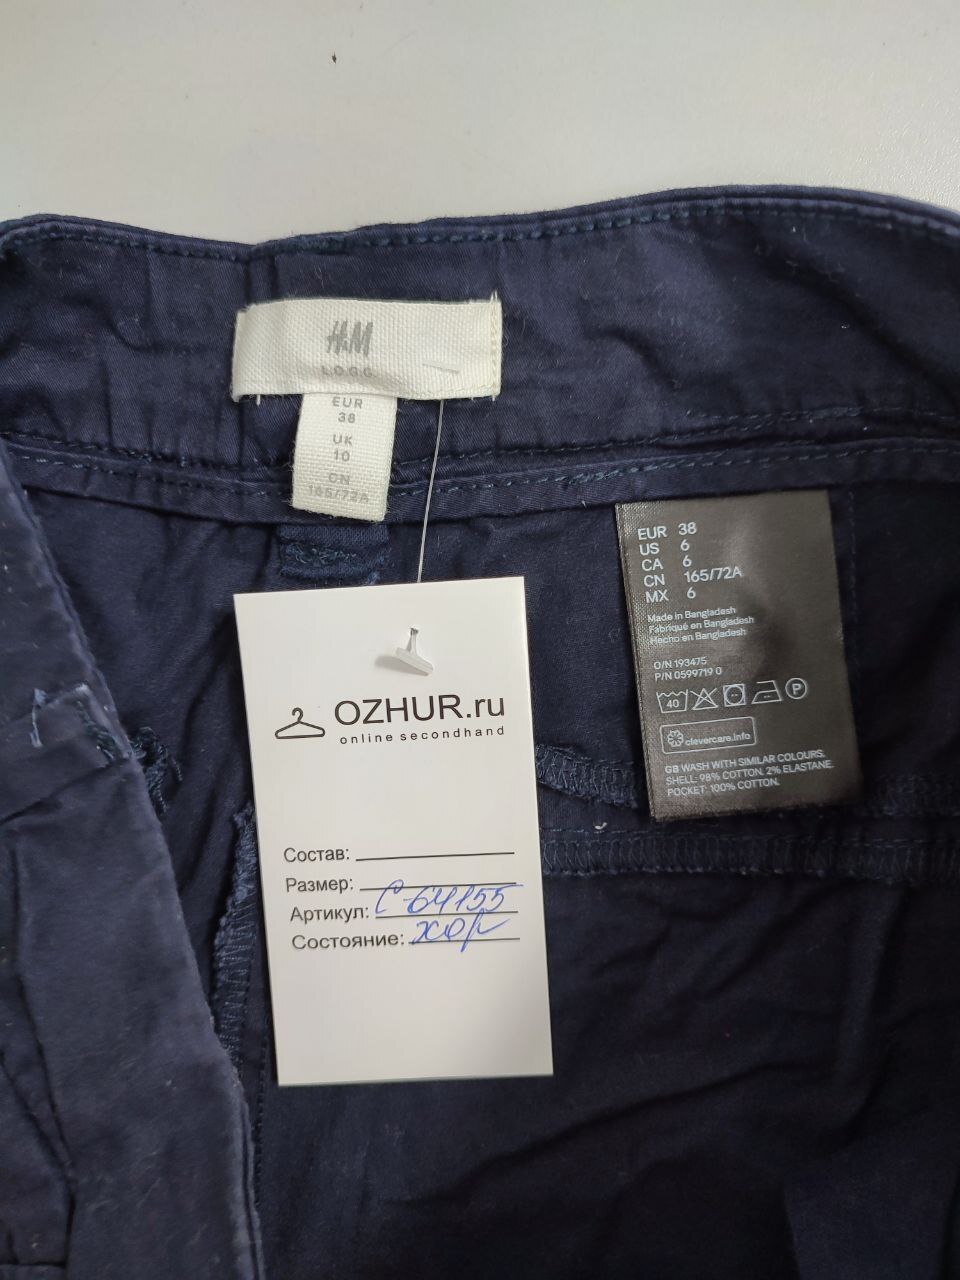 H&M
L.O.G.G.
EUR
38
UK
10
CN
165/72A
EUR 38
US 6
CA 6
CN 165/72A
MX 6
Made in Bangladesh
Fabriqué en Bangladesh
Hecho en Bangladesh
O/N 193475
P/N 0599719 0
40 P
clevercare.info
GB WASH WITH SIMILAR COLOURS.
SHELL: 98% COTTON. 2% ELASTANE.
POCKET: 100% COTTON.
OZHUR.ru
online secondhand
Состав:
Размер:
Артикул: С-64155
Состояние: хор